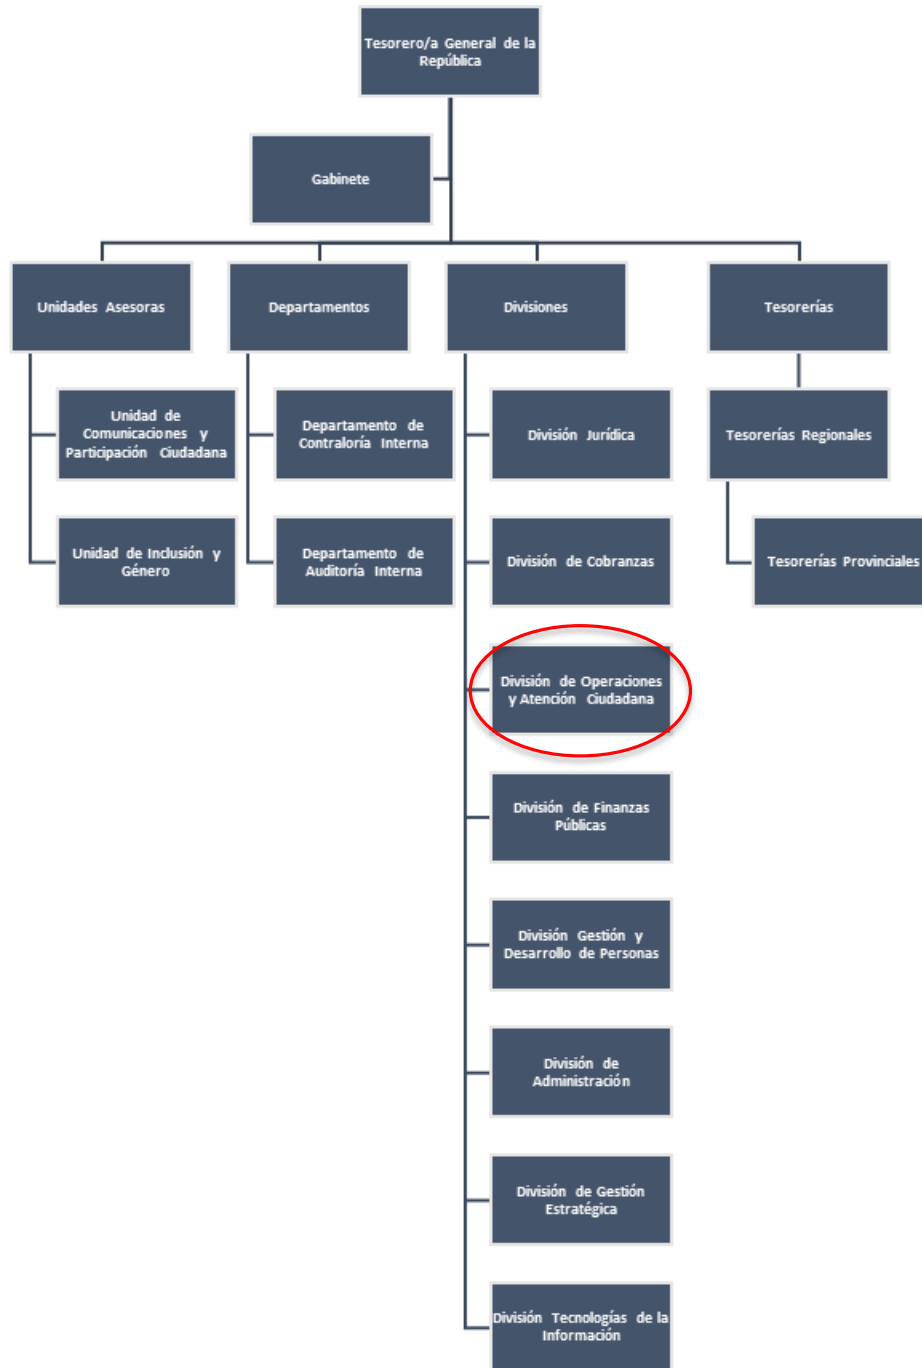 Tesorero/a General de la
República
Gabinete
Unidades Asesoras
Departamentos
Divisiones
Tesorerías
Unidad de
Comunicaciones y
Participación Ciudadana
Departamento de
Contraloría Interna
División Jurídica
Tesorerías Regionales
Unidad de Inclusión y
Género
Departamento de
Auditoría Interna
División de Cobranzas
Tesorerías Provinciales
División de Operaciones
y Atención Ciudadana
División de Finanzas
Públicas
División Gestión y
Desarrollo de Personas
División de
Administración
División de Gestión
Estratégica
División Tecnologías de la
Información